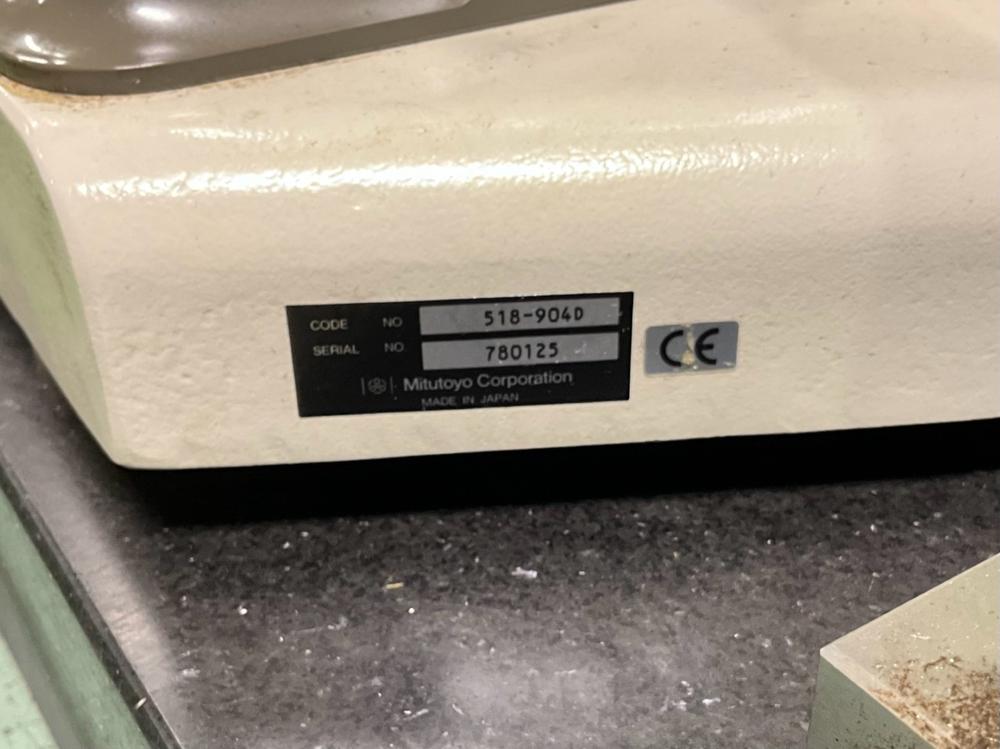 CODE NO 518-904D
SERIAL NO 780125
Mitutoyo Corporation
MADE IN JAPAN
CE